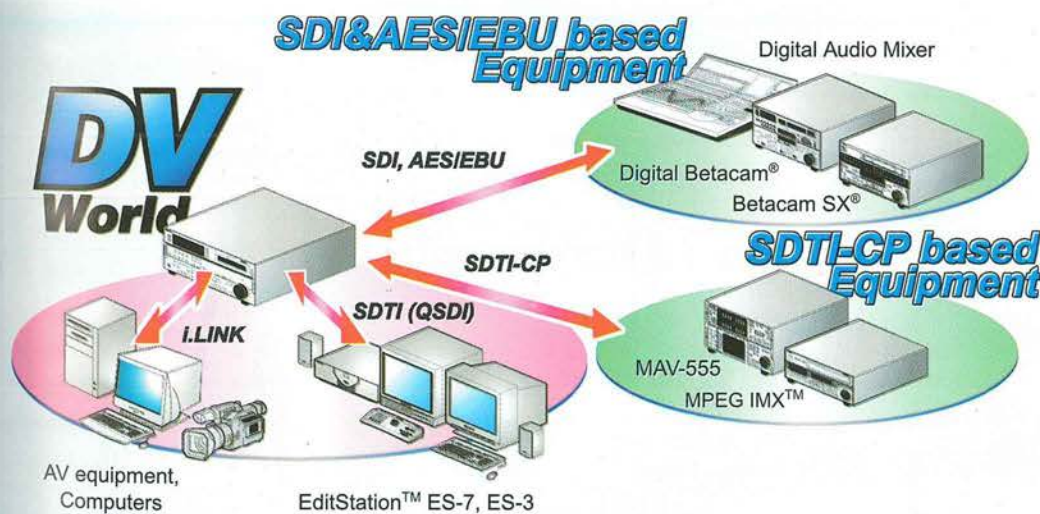 SDI&AES/EBU based
Equipment
Digital Audio Mixer
DV
World
SDI, AES/EBU
Digital Betacam®
Betacam SX®
SDTI-CP
SDTI-CP based
Equipment
SDTI (QSDI)
i.LINK
MAV-555
MPEG IMX™
AV equipment,
Computers
EditStation™ ES-7, ES-3